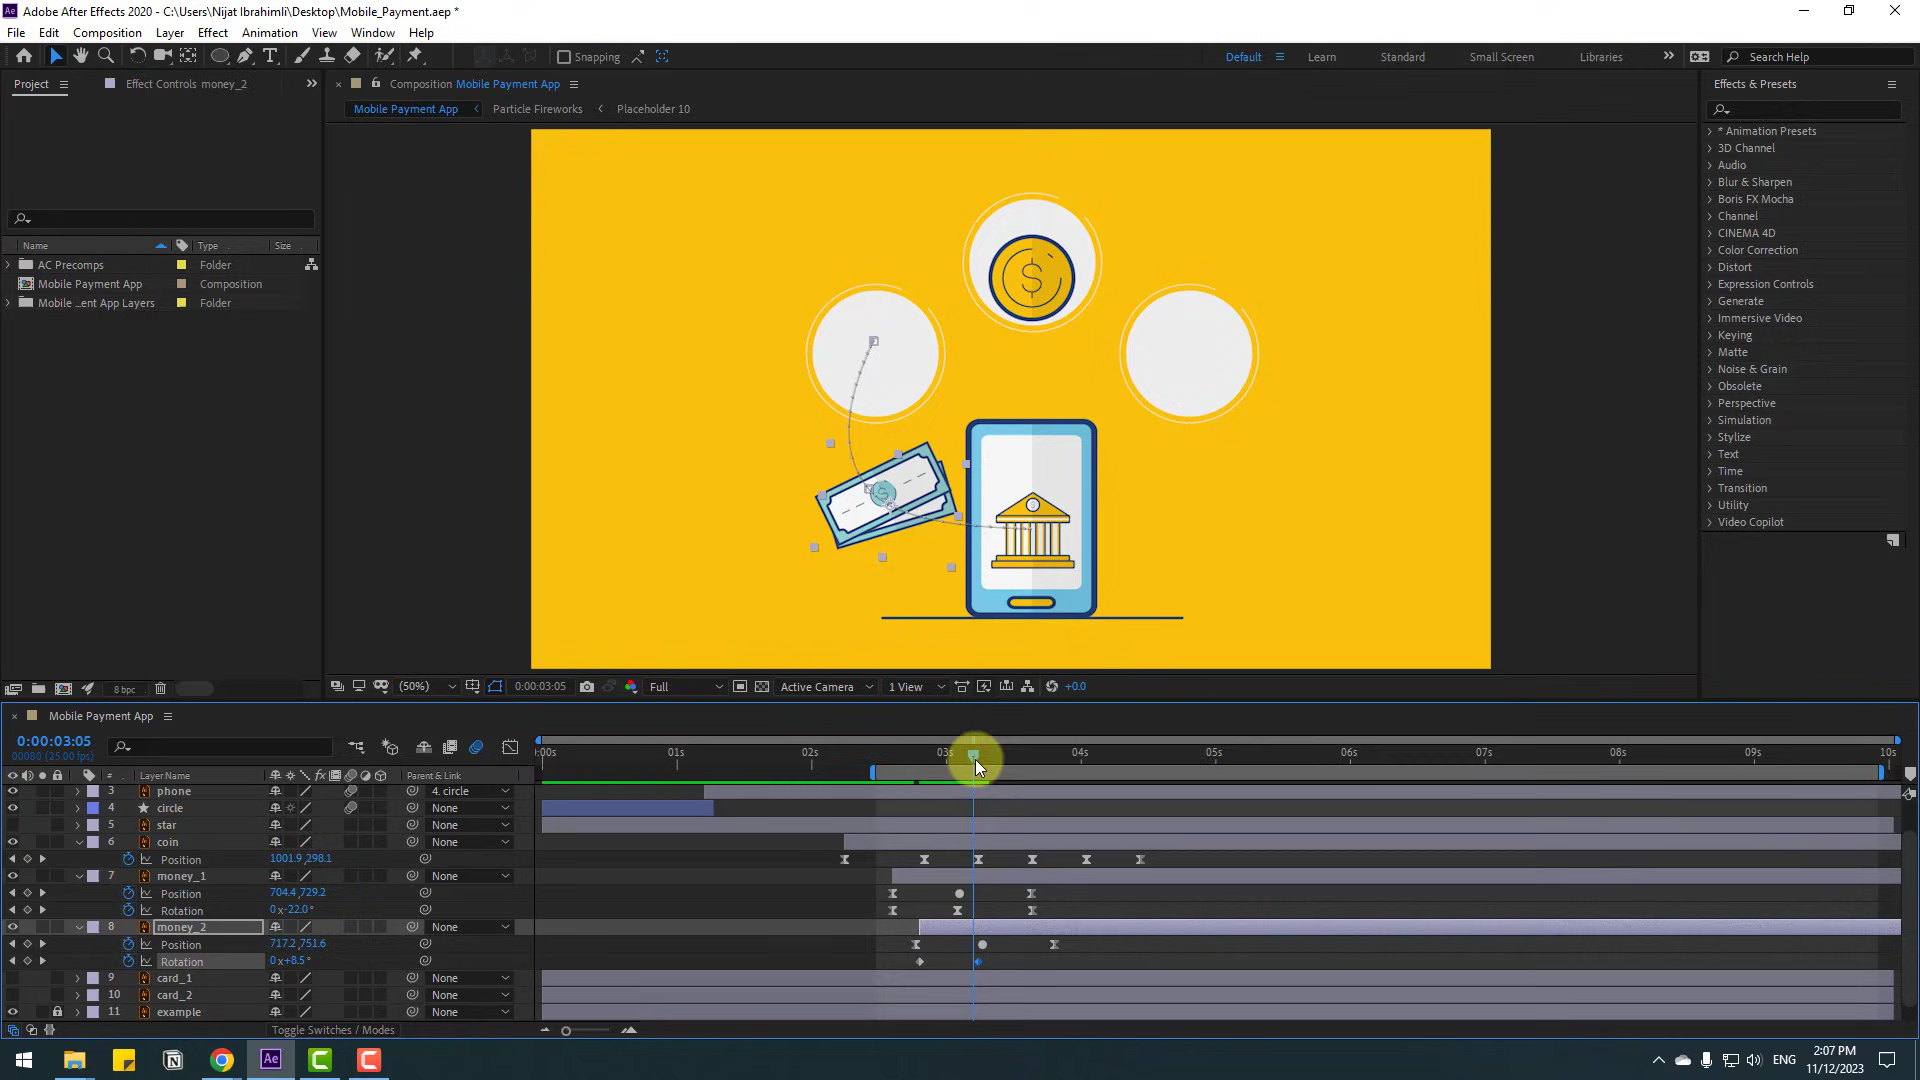 Adobe After Effects 2020 - C:\Users\Nijat Ibrahimli\Desktop\Mobile_Payment.aep *
File Edit Composition Layer Effect Animation View Window Help
Snapping Default Learn Standard Small Screen Libraries Search Help
Project Effect Controls money_2
Composition Mobile Payment App
Effects & Presets
Mobile Payment App Particle Fireworks Placeholder 10
* Animation Presets
3D Channel
Audio
Blur & Sharpen
Boris FX Mocha
Channel
CINEMA 4D
Color Correction
Distort
Expression Controls
Generate
Immersive Video
Keying
Matte
Noise & Grain
Obsolete
Perspective
Simulation
Stylize
Text
Time
Transition
Utility
Video Copilot
Name Type Size
AC Precomps Folder
Mobile Payment App Composition
Mobile ...ent App Layers Folder
$
$
8 bpc
(50%) 0:00:03:05 Full Active Camera 1 View +0.0
Mobile Payment App
0:00:03:05
00080 (25.00 fps)
:00s 01s 02s 03s 04s 05s 06s 07s 08s 09s 10s
# Layer Name Parent & Link
3 phone 4. circle
4 circle None
5 star None
6 coin None
Position 1001.9,298.1
7 money_1 None
Position 704.4,729.2
Rotation 0x-22.0°
8 money_2 None
Position 717.2,751.6
Rotation 0x+8.5°
9 card_1 None
10 card_2 None
11 example None
Toggle Switches / Modes
Ae
ENG
2:07 PM
11/12/2023